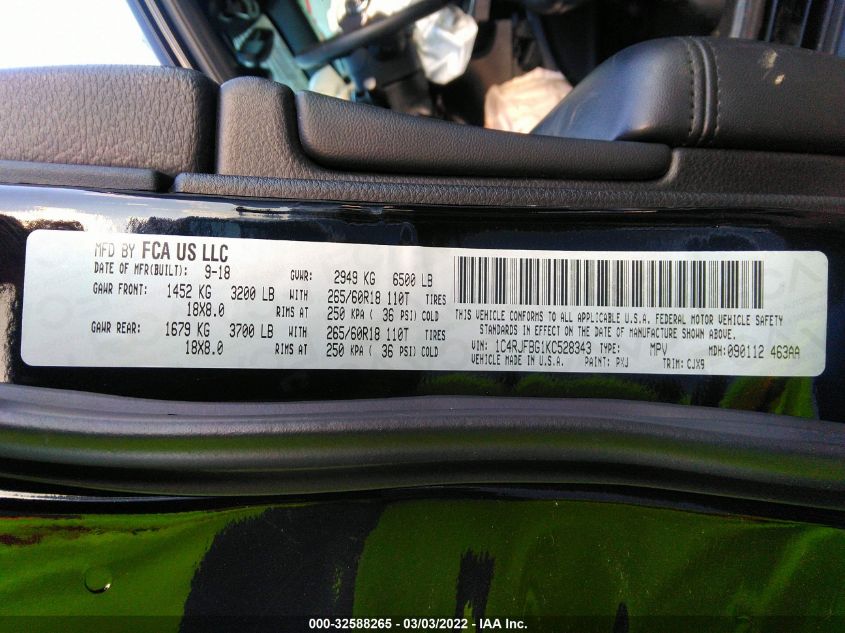 MFD BY FCA US LLC
DATE OF MFR(BUILT): 9-18 GVWR: 2949 KG 6500 LB
GAWR FRONT: 1452 KG 3200 LB WITH 265/60R18 110T TIRES
18X8.0 RIMS AT 250 KPA ( 36 PSI) COLD
GAWR REAR: 1679 KG 3700 LB WITH 265/60R18 110T TIRES
18X8.0 RIMS AT 250 KPA ( 36 PSI) COLD
THIS VEHICLE CONFORMS TO ALL APPLICABLE U.S.A. FEDERAL MOTOR VEHICLE SAFETY
STANDARDS IN EFFECT ON THE DATE OF MANUFACTURE SHOWN ABOVE.
VIN: 1C4RJFBG1KC528343 TYPE: MPV MDH: 090112 463AA
VEHICLE MADE IN U.S.A. PAINT: PXJ TRIM: CJX9
000-32588265 - 03/03/2022 - IAA Inc.